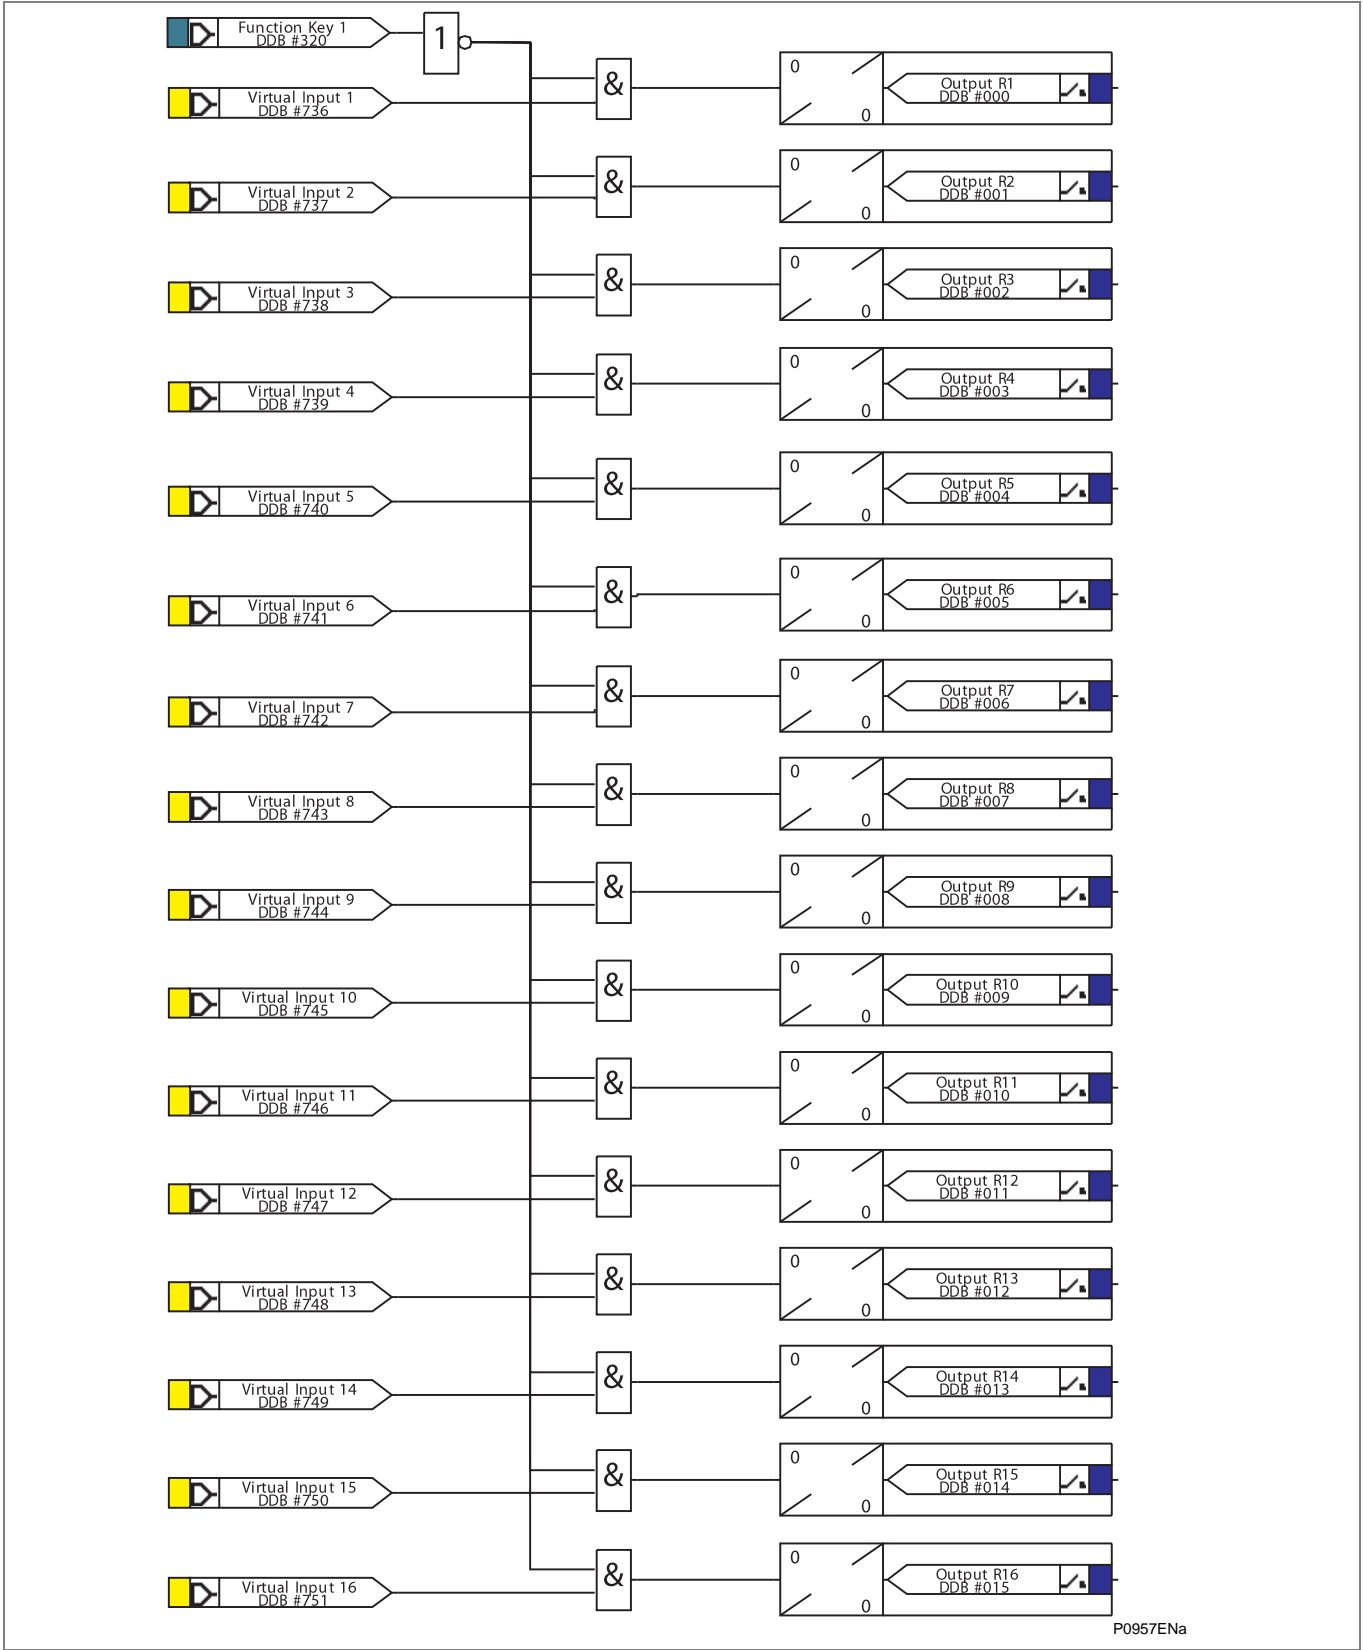 Function Key 1
DDB #320
1
Virtual Input 1
DDB #736
&
0
0
Output R1
DDB #000
Virtual Input 2
DDB #737
&
0
0
Output R2
DDB #001
Virtual Input 3
DDB #738
&
0
0
Output R3
DDB #002
Virtual Input 4
DDB #739
&
0
0
Output R4
DDB #003
Virtual Input 5
DDB #740
&
0
0
Output R5
DDB #004
Virtual Input 6
DDB #741
&
0
0
Output R6
DDB #005
Virtual Input 7
DDB #742
&
0
0
Output R7
DDB #006
Virtual Input 8
DDB #743
&
0
0
Output R8
DDB #007
Virtual Input 9
DDB #744
&
0
0
Output R9
DDB #008
Virtual Input 10
DDB #745
&
0
0
Output R10
DDB #009
Virtual Input 11
DDB #746
&
0
0
Output R11
DDB #010
Virtual Input 12
DDB #747
&
0
0
Output R12
DDB #011
Virtual Input 13
DDB #748
&
0
0
Output R13
DDB #012
Virtual Input 14
DDB #749
&
0
0
Output R14
DDB #013
Virtual Input 15
DDB #750
&
0
0
Output R15
DDB #014
Virtual Input 16
DDB #751
&
0
0
Output R16
DDB #015
P0957ENa